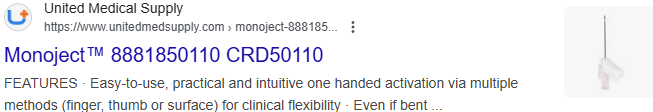 United Medical Supply
https://www.unitedmedsupply.com › monoject-888185...
Monoject™ 8881850110 CRD50110
FEATURES · Easy-to-use, practical and intuitive one handed activation via multiple
methods (finger, thumb or surface) for clinical flexibility · Even if bent ...